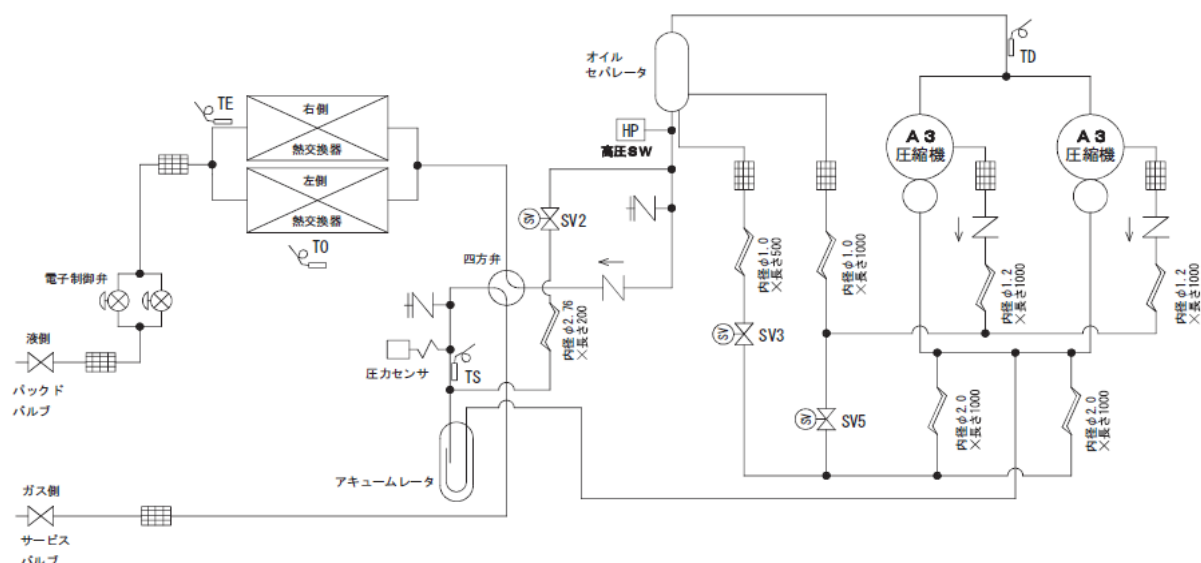 オイル
セパレータ
TD
TE
右側
熱交換器
左側
熱交換器
TO
HP
高圧SW
A3
圧縮機
A3
圧縮機
SV
SV2
四方弁
電子制御弁
内径φ1.0
×長さ500
内径φ1.0
×長さ1000
内径φ1.2
×長さ1000
内径φ1.2
×長さ1000
内径φ2.76
×長さ200
液側
パックド
バルブ
圧力センサ
TS
SV
SV3
SV
SV5
内径φ2.0
×長さ1000
内径φ2.0
×長さ1000
アキュームレータ
ガス側
サービス
バルブ